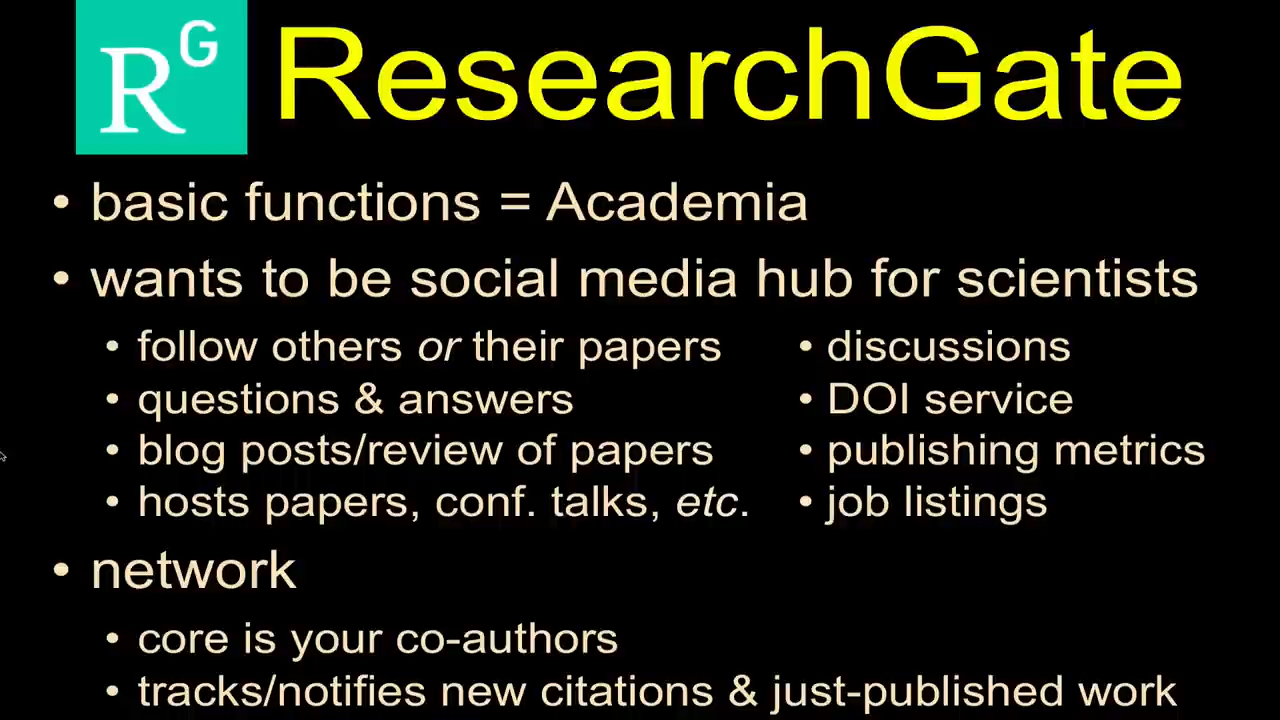 RG
ResearchGate
• basic functions = Academia
• wants to be social media hub for scientists
• follow others or their papers
• questions & answers
• blog posts/review of papers
• hosts papers, conf. talks, etc.
• discussions
• DOI service
• publishing metrics
• job listings
• network
• core is your co-authors
• tracks/notifies new citations & just-published work